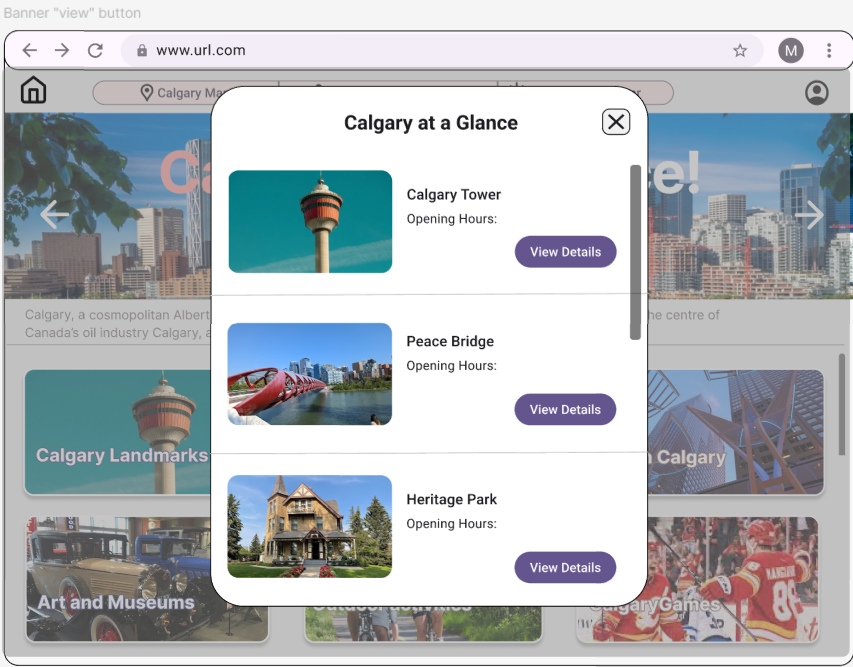 Banner "view" button
www.url.com
M
Calgary Ma
Calgary at a Glance
Ca
e!
Calgary Tower
Opening Hours:
View Details
Calgary, a cosmopolitan Albert
he centre of
Canada's oil industry Calgary, a
Peace Bridge
Opening Hours:
View Details
Calgary Landmarks
Calgary
Heritage Park
Opening Hours:
View Details
Art and Museums
Outdoor activities
CalgaryGames
MANGIAPANE
88